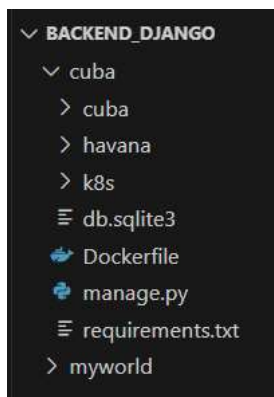 BACKEND_DJANGO
cuba
cuba
havana
k8s
db.sqlite3
Dockerfile
manage.py
requirements.txt
myworld